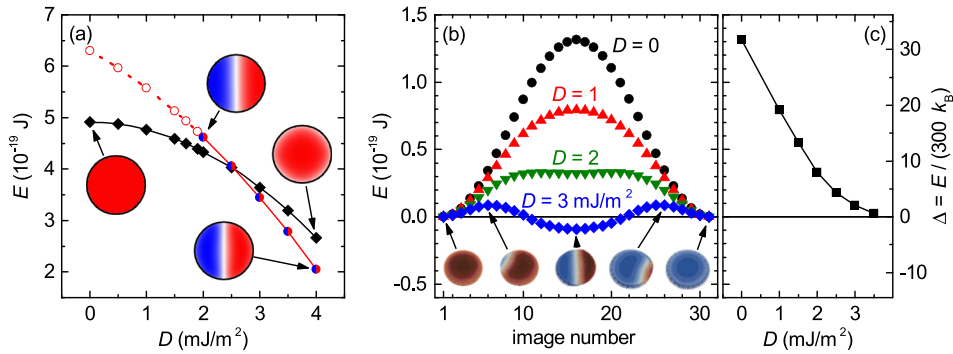 (a)
E (10⁻¹⁹ J)
7
6
5
4
3
2
0
1
2
3
4
D (mJ/m²)
(b)
E (10⁻¹⁹ J)
1.5
1.0
0.5
0.0
-0.5
D = 0
D = 1
D = 2
D = 3 mJ/m²
1
10
20
30
image number
(c)
0
1
2
3
D (mJ/m²)
30
20
10
0
-10
Δ = E / (300 k_B)